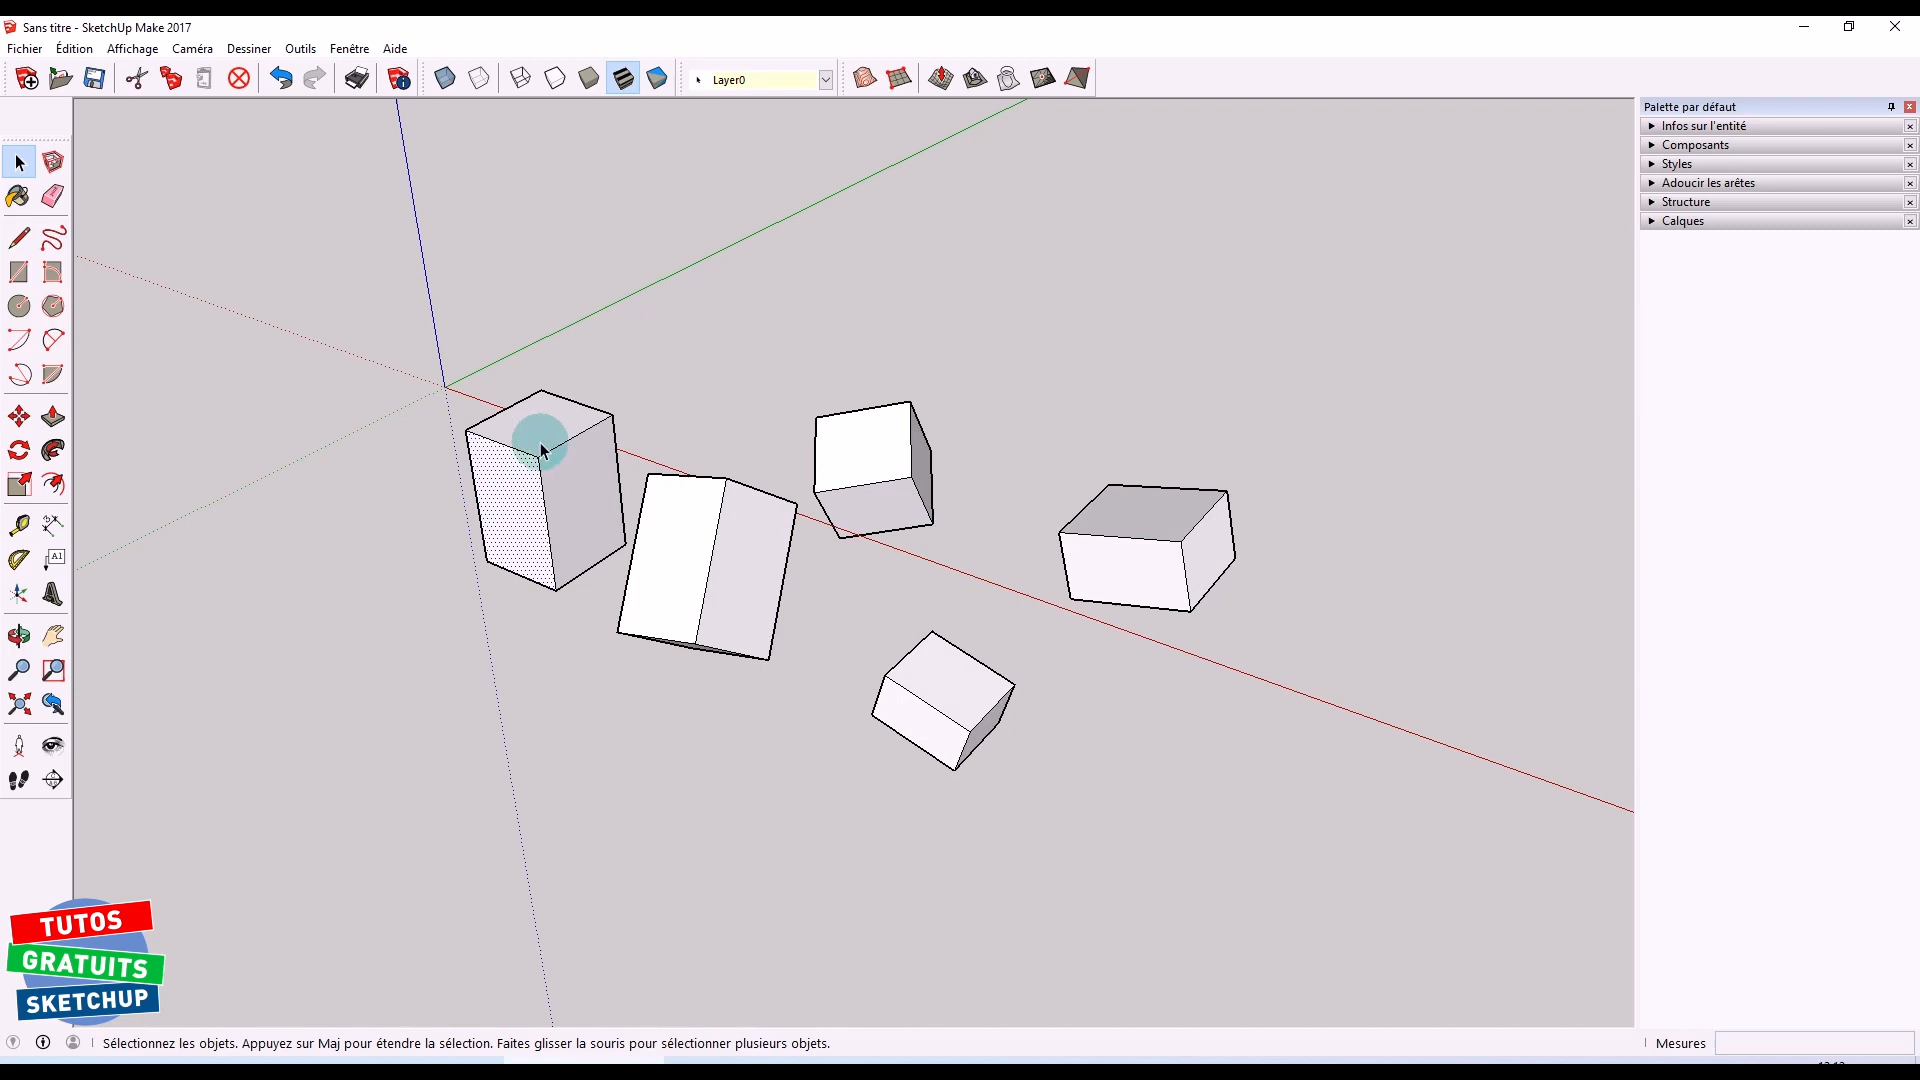 Sans titre - SketchUp Make 2017
Fichier Édition Affichage Caméra Dessiner Outils Fenêtre Aide
Layer0
Palette par défaut
Infos sur l'entité
Composants
Styles
Adoucir les arêtes
Structure
Calques
A1
TUTOS
GRATUITS
SKETCHUP
Sélectionnez les objets. Appuyez sur Maj pour étendre la sélection. Faites glisser la souris pour sélectionner plusieurs objets.
Mesures